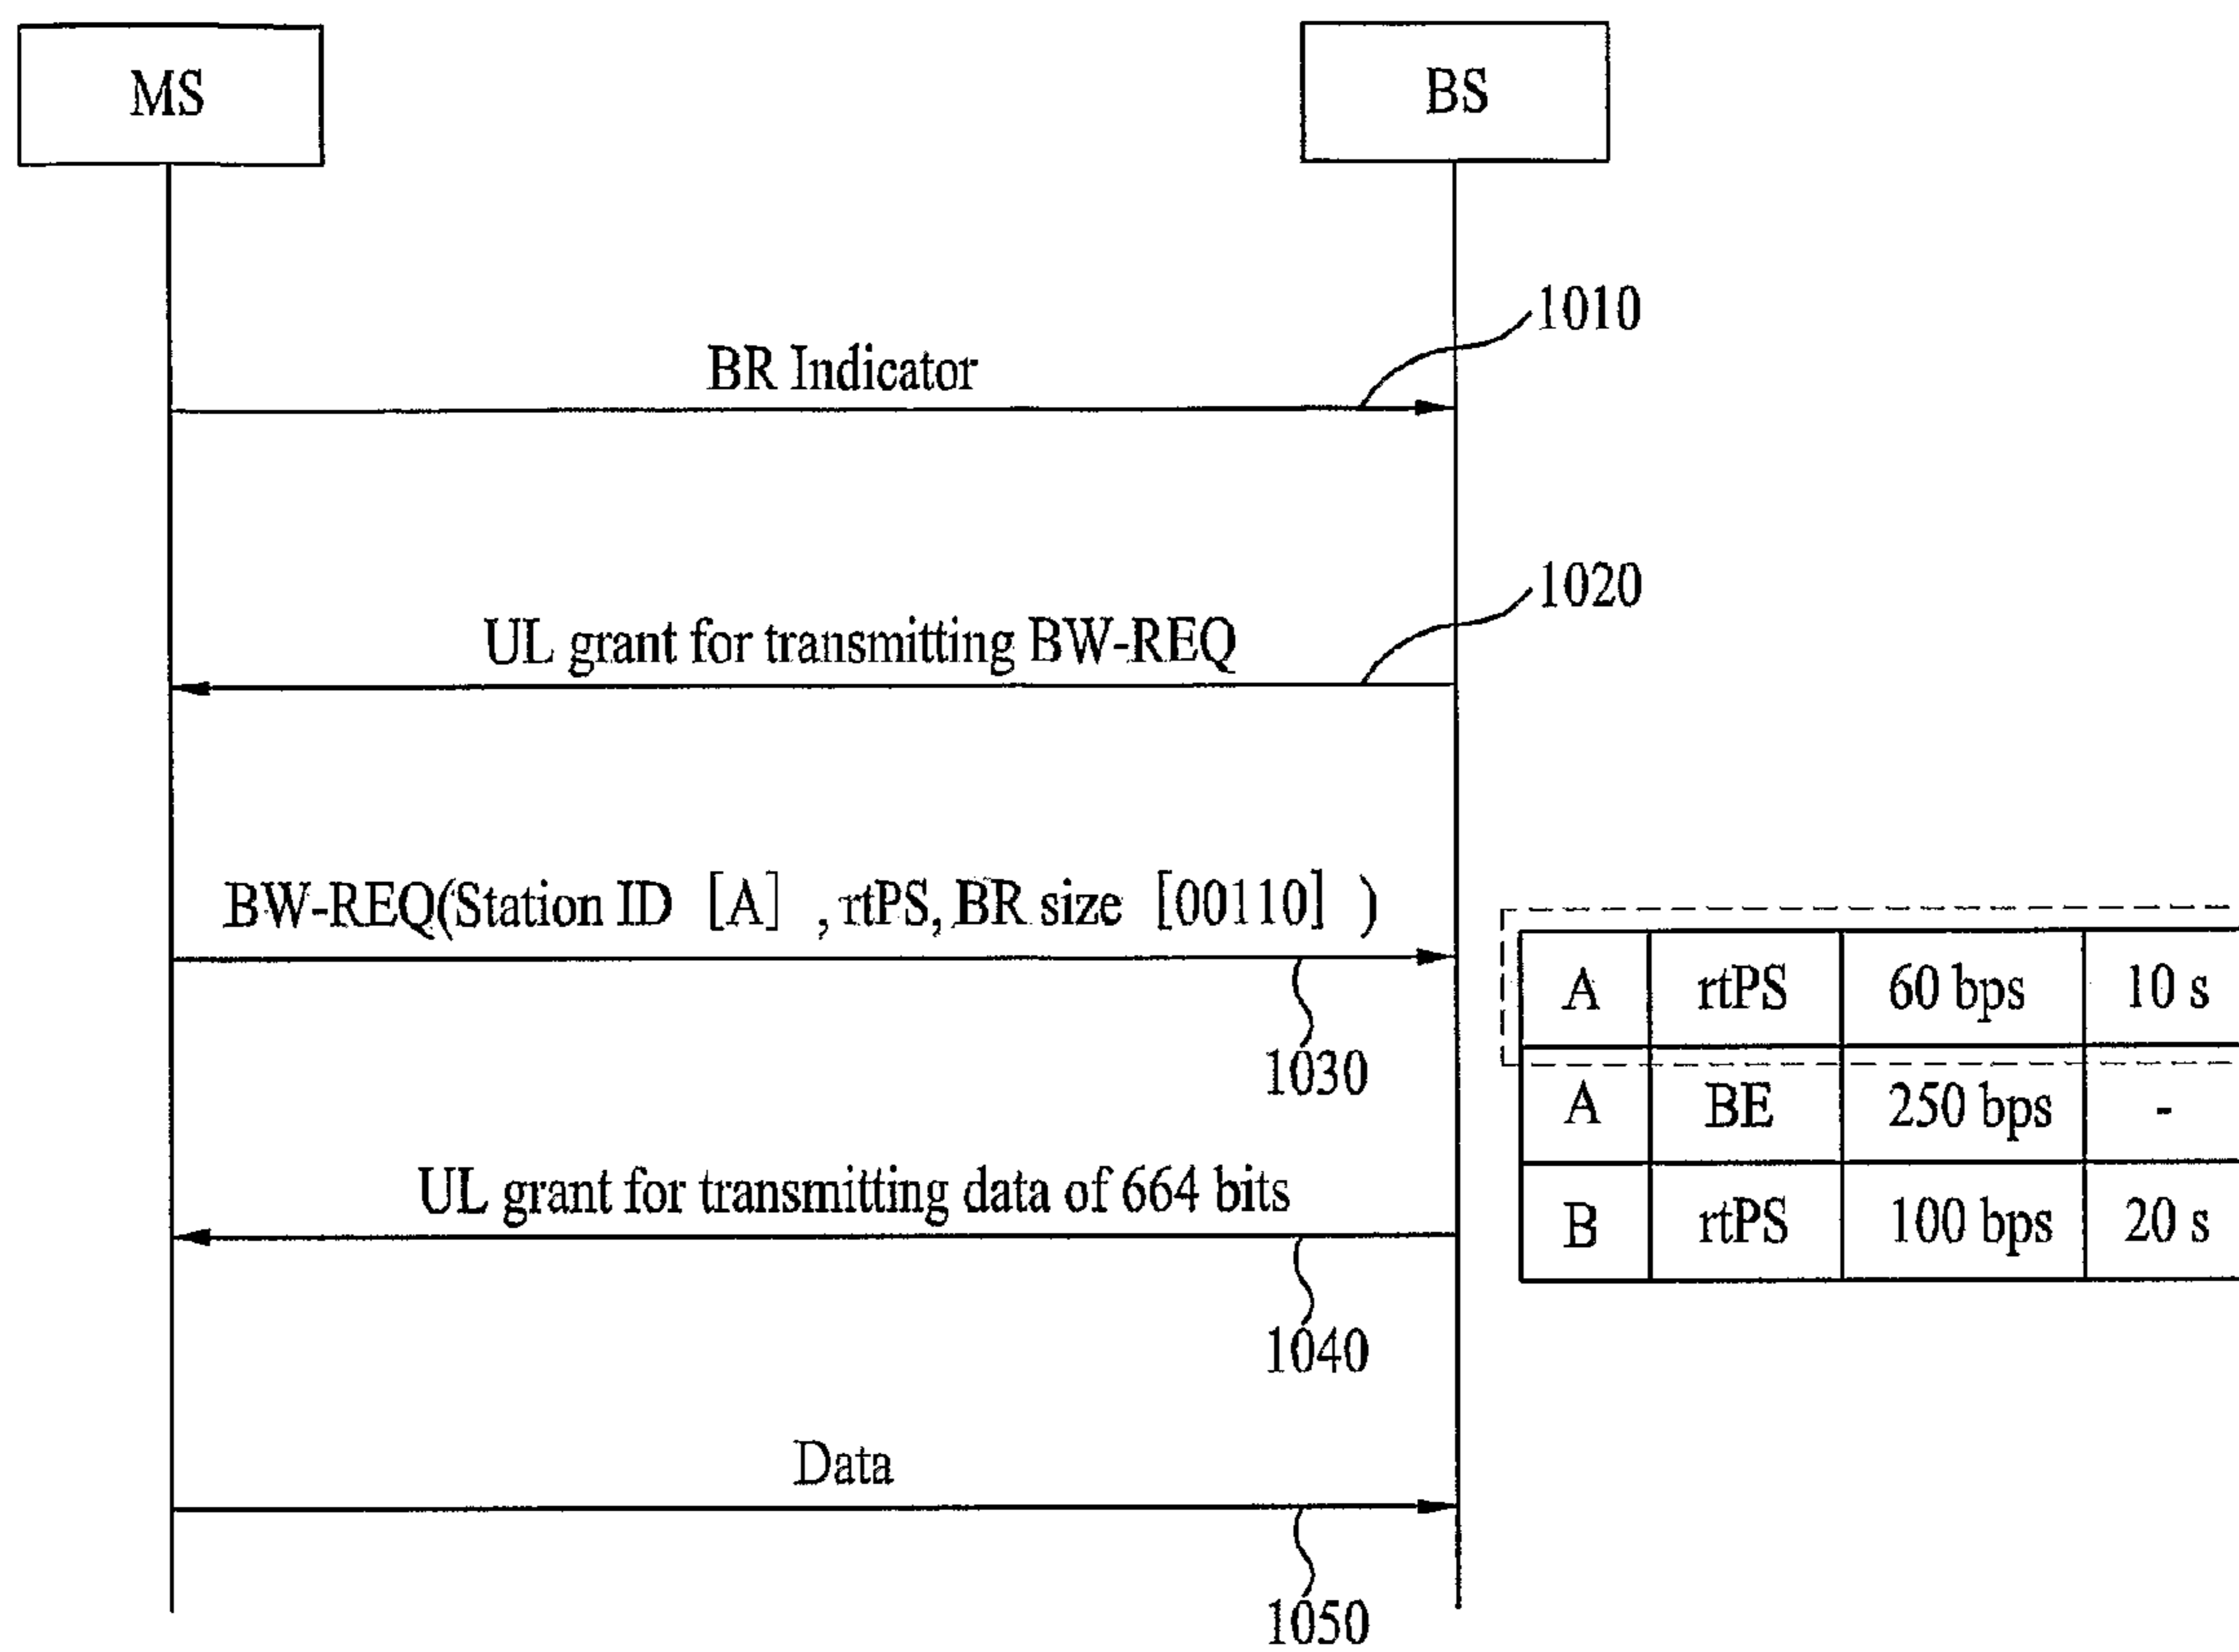 MS
BS
1010
BR Indicator
1020
UL grant for transmitting BW-REQ
BW-REQ(Station ID [A] , rtPS, BR size [00110] )
1030
A rtPS 60 bps 10 s
A BE 250 bps -
B rtPS 100 bps 20 s
UL grant for transmitting data of 664 bits
1040
Data
1050